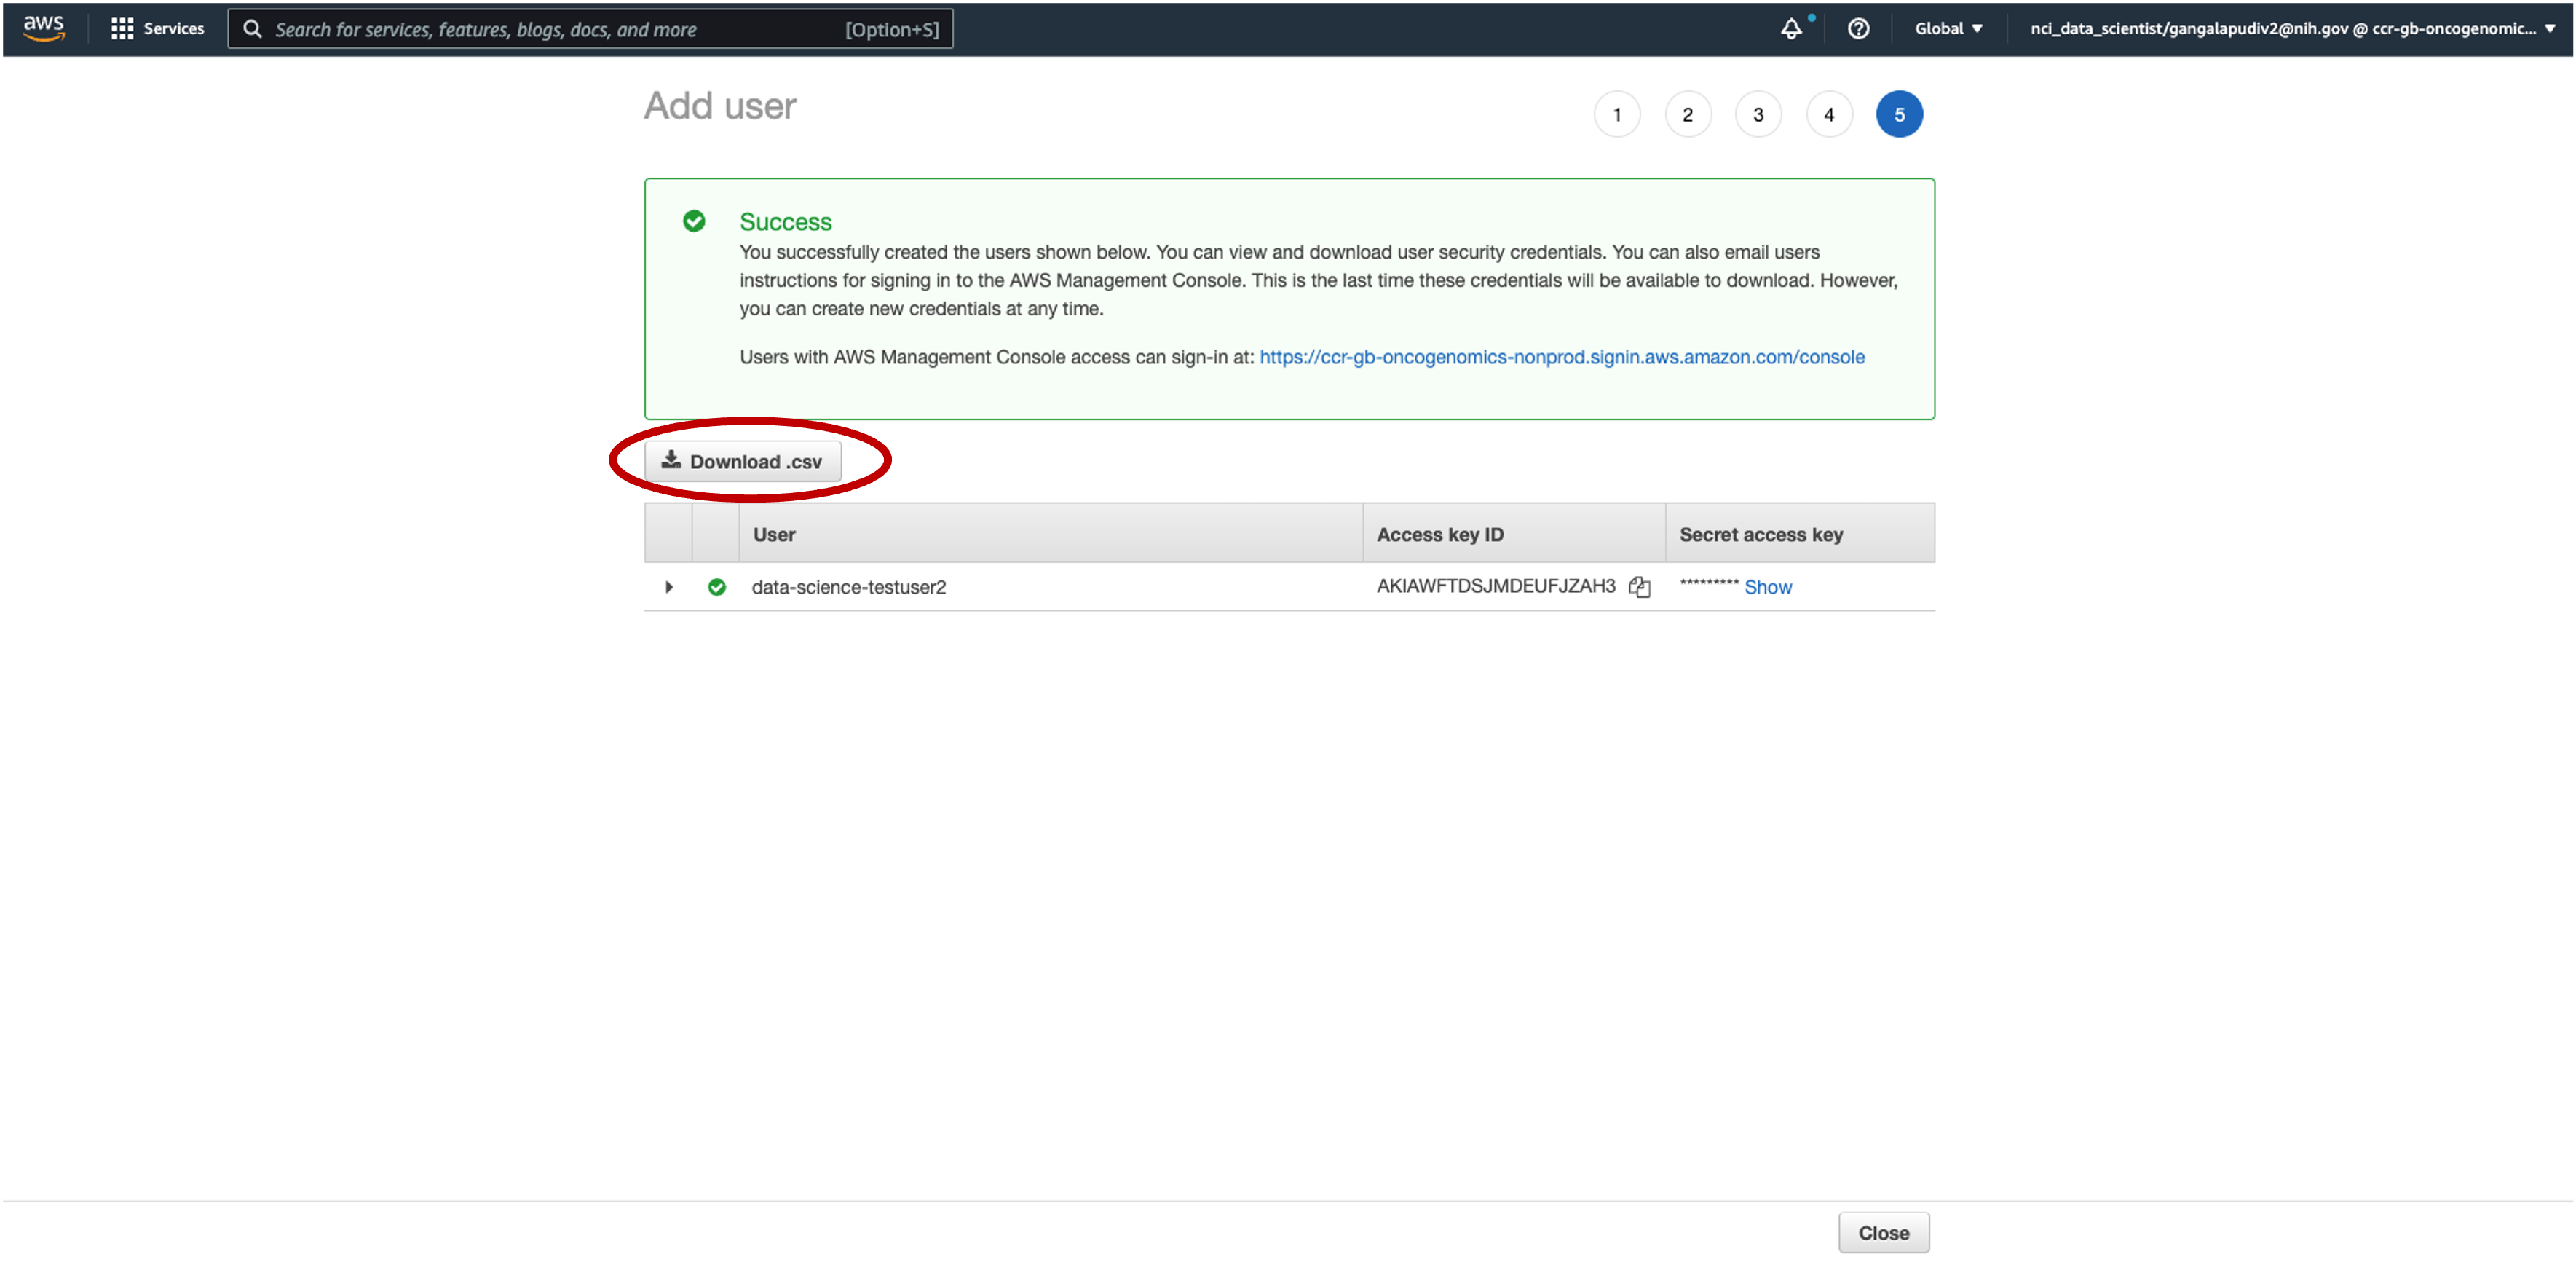 aws Services Search for services, features, blogs, docs, and more [Option+S] Global nci_data_scientist/gangalapudiv2@nih.gov @ ccr-gb-oncogenomic...
Add user 1 2 3 4 5
Success
You successfully created the users shown below. You can view and download user security credentials. You can also email users
instructions for signing in to the AWS Management Console. This is the last time these credentials will be available to download. However,
you can create new credentials at any time.
Users with AWS Management Console access can sign-in at: https://ccr-gb-oncogenomics-nonprod.signin.aws.amazon.com/console
Download .csv
User Access key ID Secret access key
data-science-testuser2 AKIAWFTDSJMDEUFJZAH3 ********* Show
Close